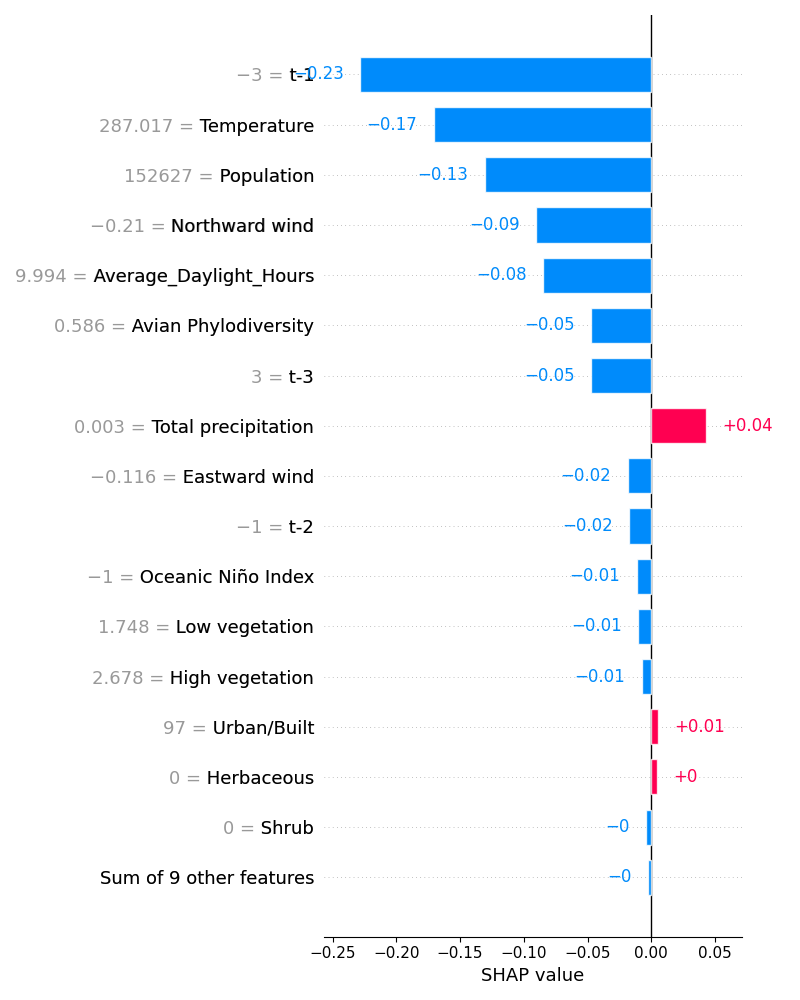 −3 = t-1 −0.23
287.017 = Temperature −0.17
152627 = Population −0.13
−0.21 = Northward wind −0.09
9.994 = Average_Daylight_Hours −0.08
0.586 = Avian Phylodiversity −0.05
3 = t-3 −0.05
0.003 = Total precipitation +0.04
−0.116 = Eastward wind −0.02
−1 = t-2 −0.02
−1 = Oceanic Niño Index −0.01
1.748 = Low vegetation −0.01
2.678 = High vegetation −0.01
97 = Urban/Built +0.01
0 = Herbaceous +0
0 = Shrub −0
Sum of 9 other features −0
−0.25 −0.20 −0.15 −0.10 −0.05 0.00 0.05
SHAP value